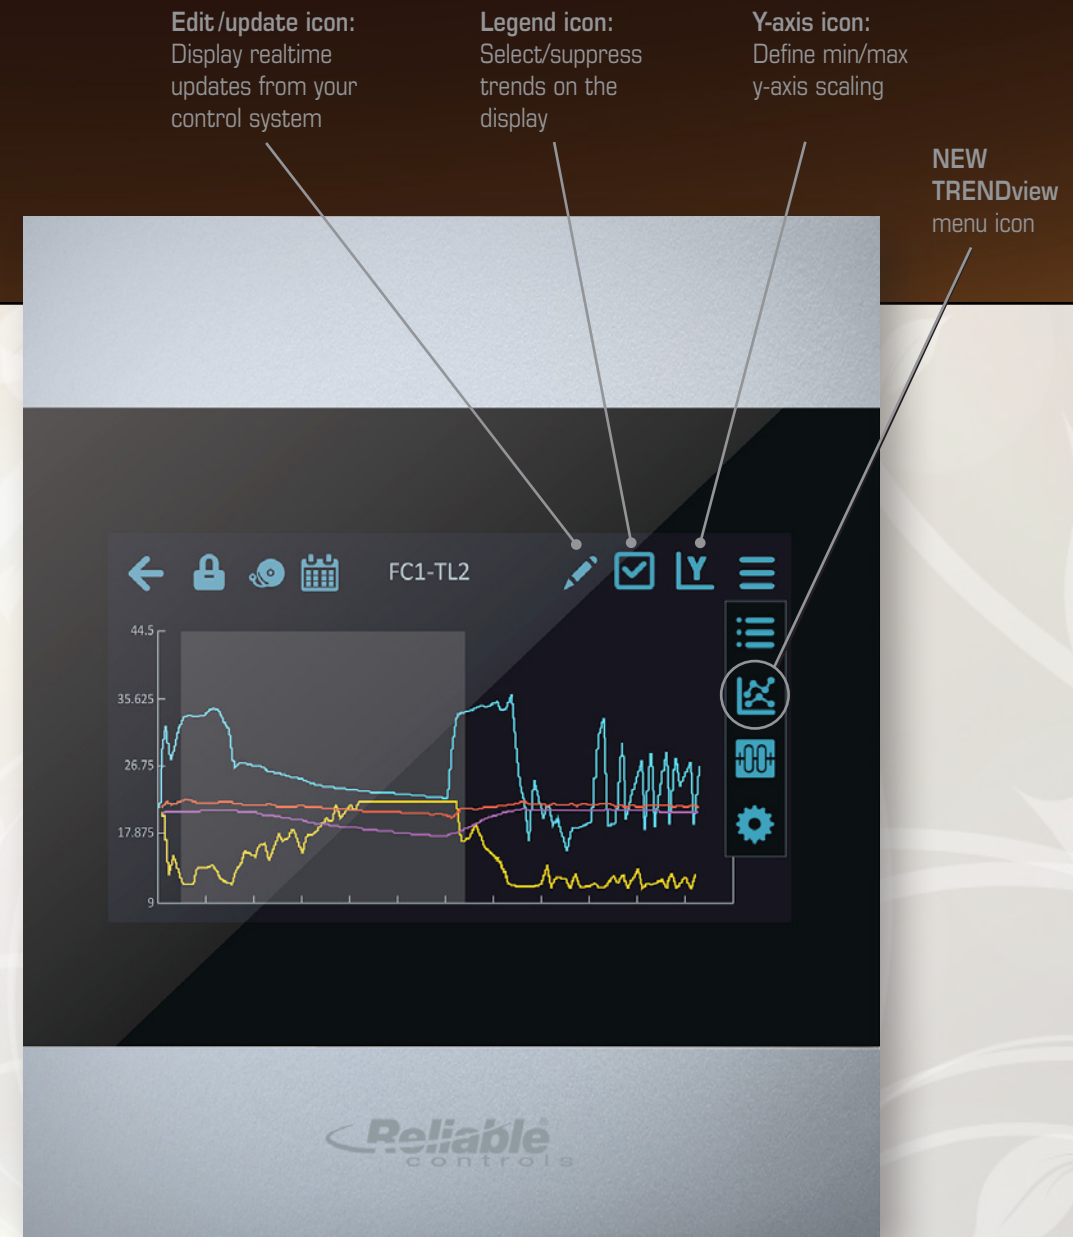 Edit/update icon:
Display realtime
updates from your
control system
Legend icon:
Select/suppress
trends on the
display
Y-axis icon:
Define min/max
y-axis scaling
NEW
TRENDview
menu icon
FC1-TL2
Y
44.5
35.625
26.75
17.875
9
Reliable
controls